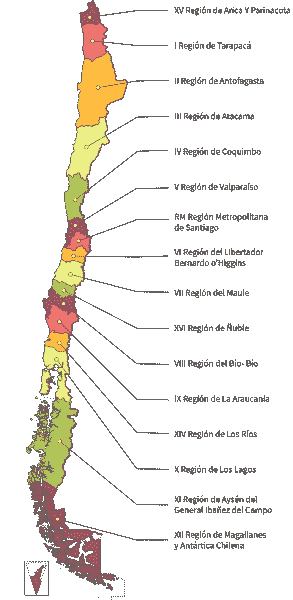 XV Región de Arica Y Parinacota
I Región de Tarapacá
II Región de Antofagasta
III Región de Atacama
IV Región de Coquimbo
V Región de Valparaíso
RM Región Metropolitana
de Santiago
VI Región del Libertador
Bernardo o'Higgins
VII Región del Maule
XVI Región de Ñuble
VIII Región del Bío- Bío
IX Región de La Araucanía
XIV Región de Los Ríos
X Región de Los Lagos
XI Región de Aysén del
General Ibáñez del Campo
XII Región de Magallanes
y Antártica Chilena